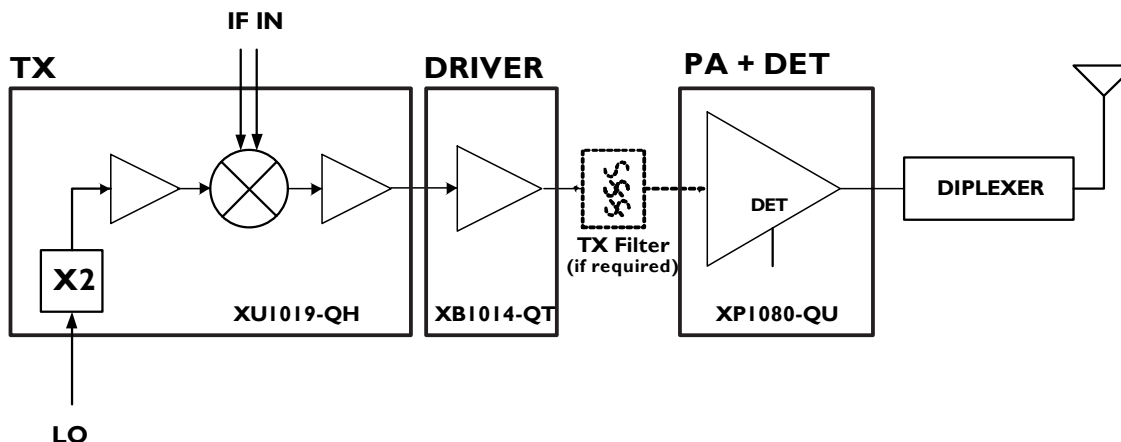 IF IN
TX
DRIVER
PA + DET
X2
DET
DIPLEXER
TX Filter
(if required)
XU1019-QH
XB1014-QT
XP1080-QU
LO